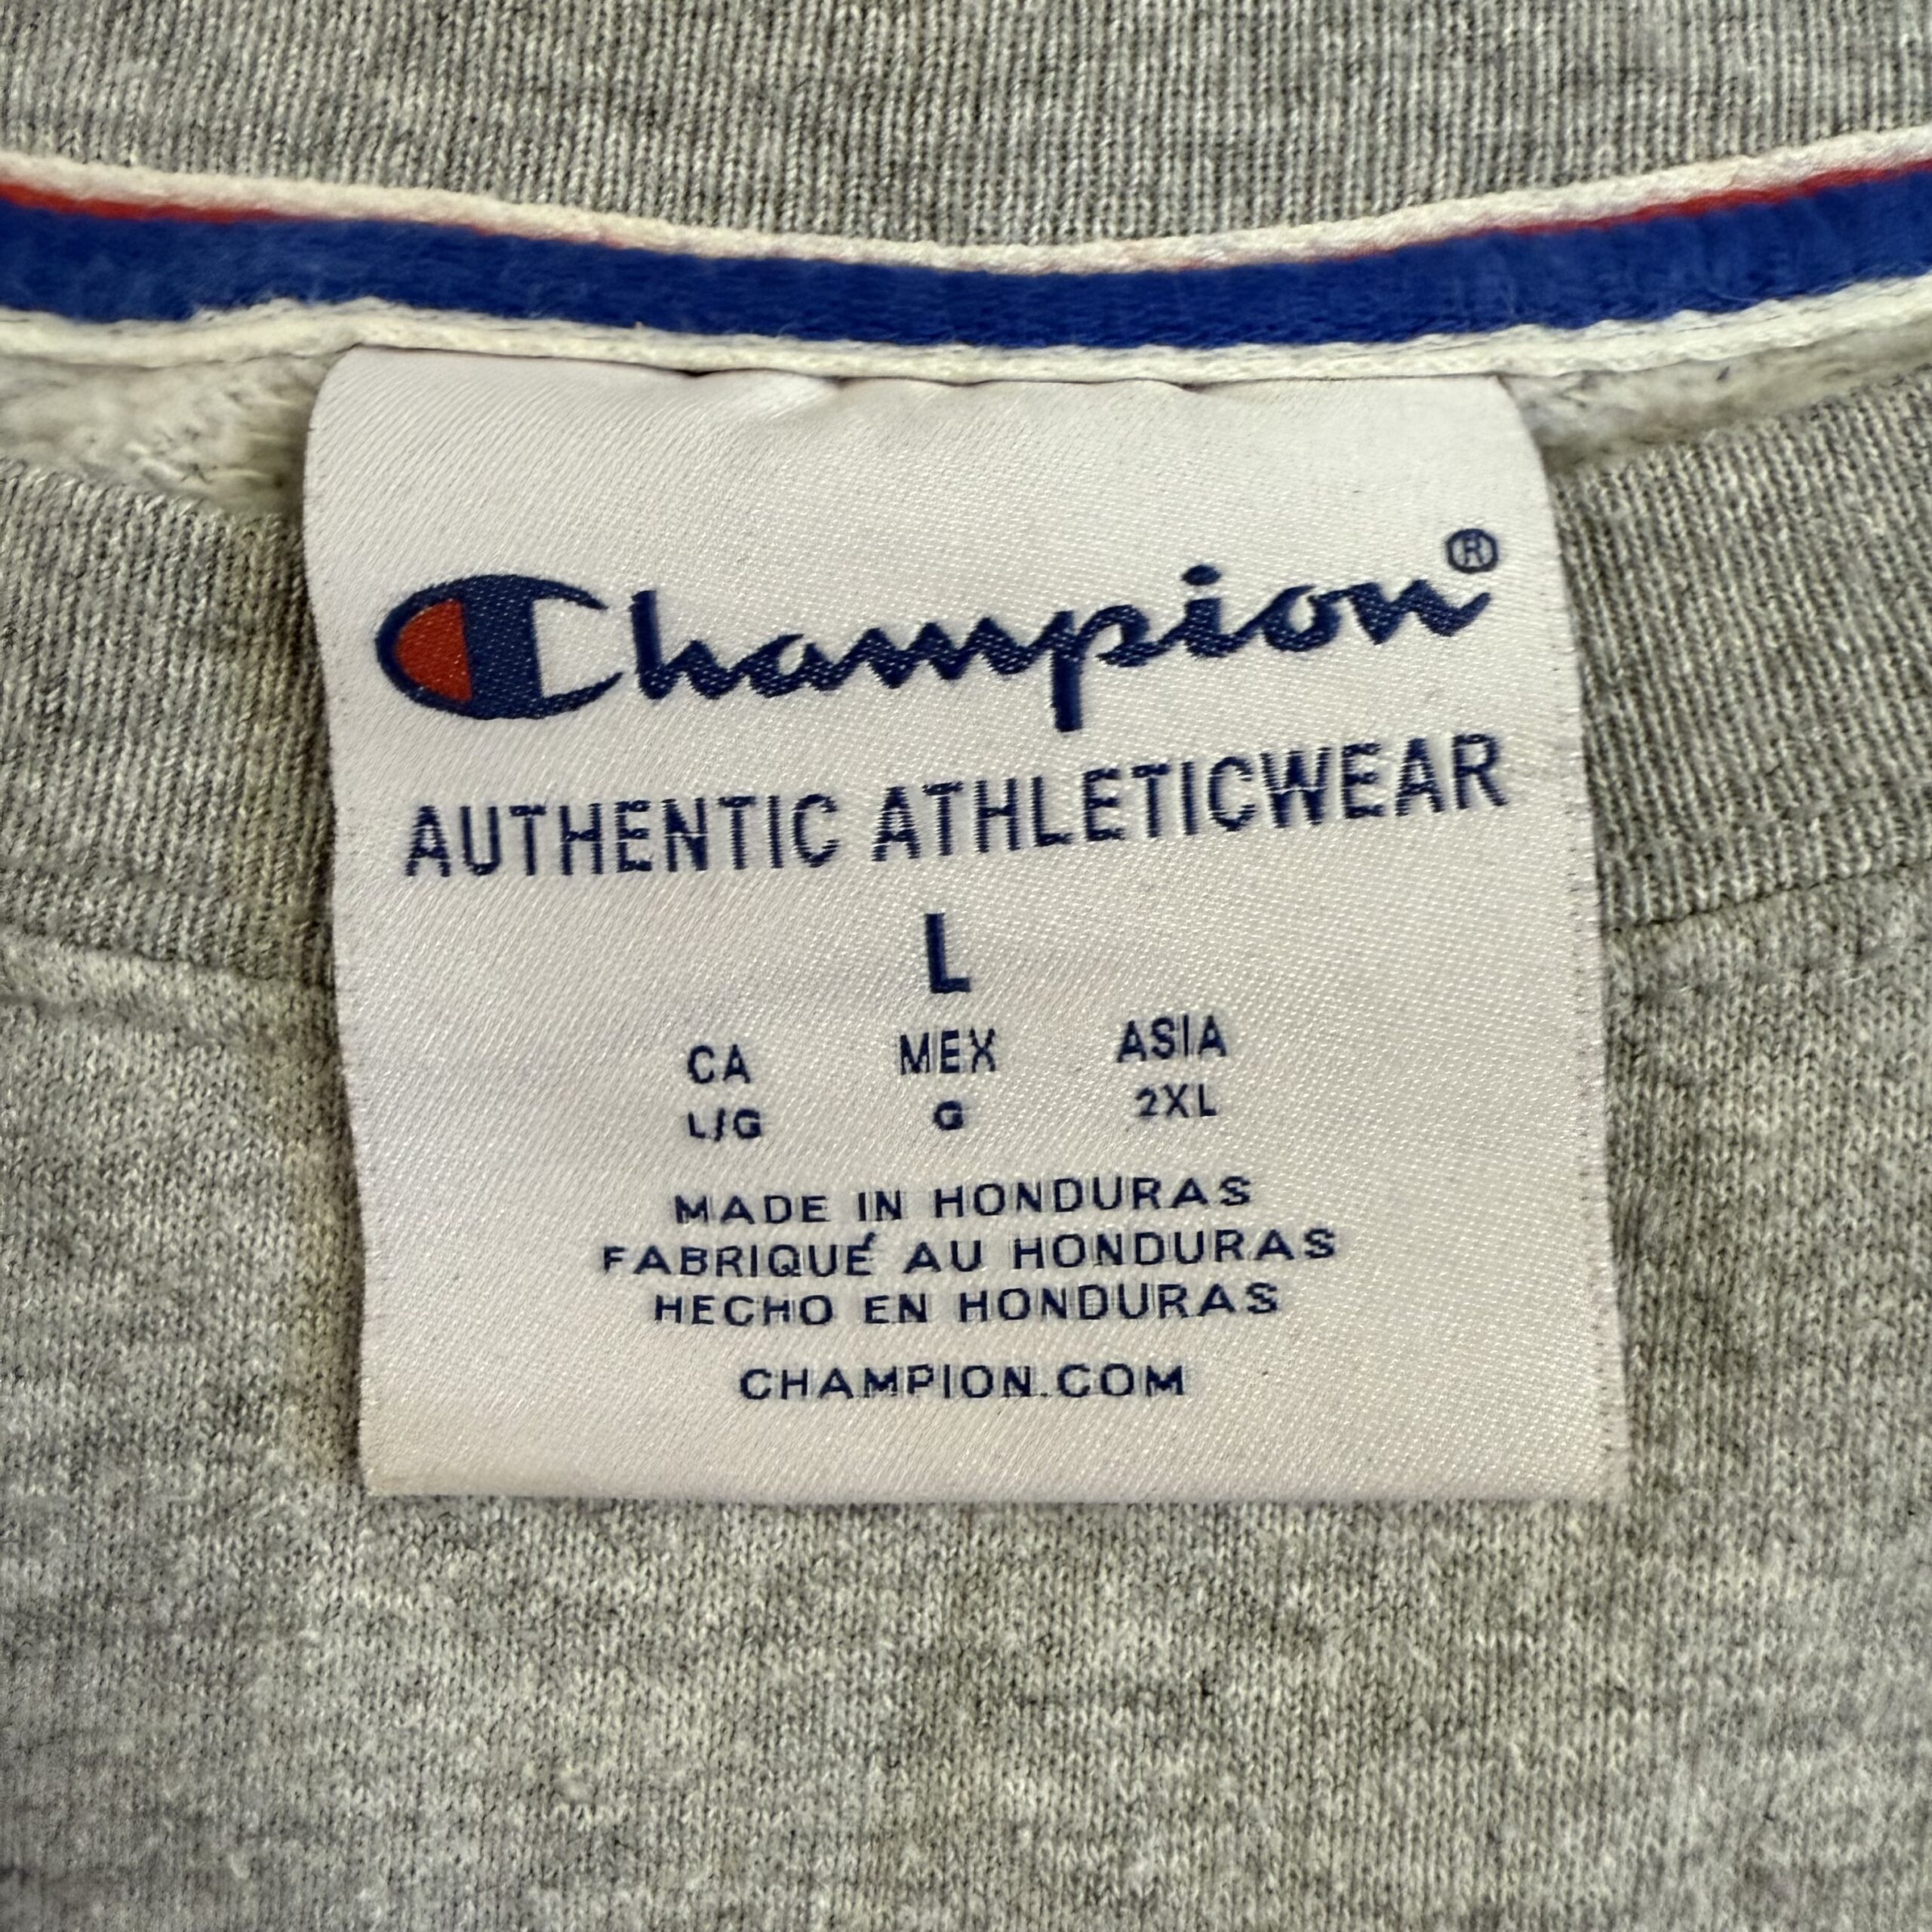 Champion®
AUTHENTIC ATHLETICWEAR
L
CA MEX ASIA
L/G G 2XL
MADE IN HONDURAS
FABRIQUÉ AU HONDURAS
HECHO EN HONDURAS
CHAMPION.COM